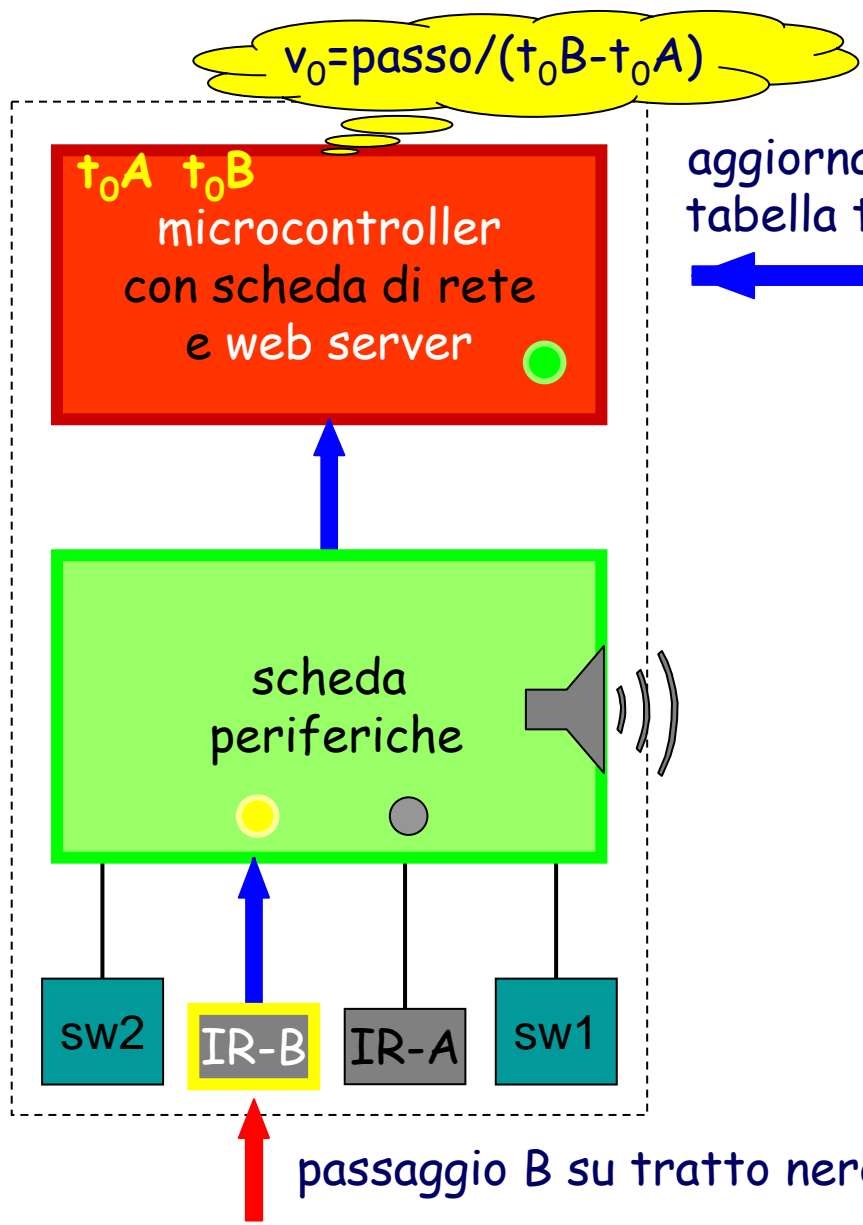 v₀=passo/(t₀B-t₀A)
t₀A t₀B
microcontroller
con scheda di rete
e web server
tabella
scheda
periferiche
sw2
IR-B
IR-A
sw1
passaggio B su tratto